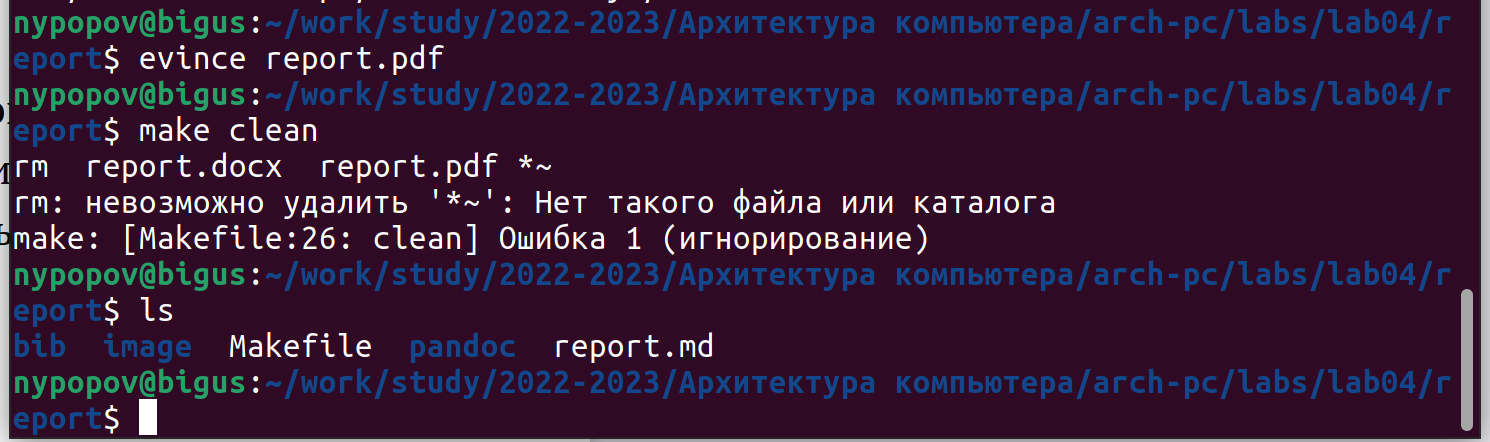 nypopov@bigus:~/work/study/2022-2023/Архитектура компьютера/arch-pc/labs/lab04/r
eport$ evince report.pdf
nypopov@bigus:~/work/study/2022-2023/Архитектура компьютера/arch-pc/labs/lab04/r
eport$ make clean
rm  report.docx  report.pdf *~
rm: невозможно удалить '*~': Нет такого файла или каталога
make: [Makefile:26: clean] Ошибка 1 (игнорирование)
nypopov@bigus:~/work/study/2022-2023/Архитектура компьютера/arch-pc/labs/lab04/r
eport$ ls
bib  image  Makefile  pandoc  report.md
nypopov@bigus:~/work/study/2022-2023/Архитектура компьютера/arch-pc/labs/lab04/r
eport$